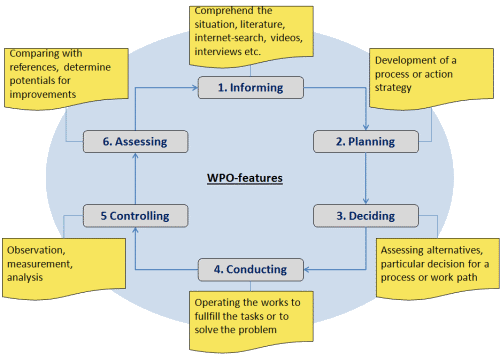 Comprehend the
situation, literature,
internet-search, videos,
interviews etc.
1. Informing
Development of a
process or action
strategy
2. Planning
Assessing alternatives,
particular decision for a
process or work path
3. Deciding
Operating the works to
fullfill the tasks or to
solve the problem
4. Conducting
Observation,
measurement,
analysis
5 Controlling
Comparing with
references, determine
potentials for
improvements
6. Assessing
WPO-features